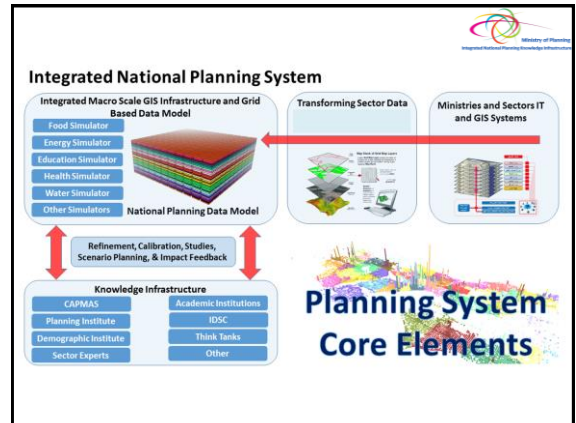 Ministry of Planning
Integrated National Planning Knowledge Infrastructure
Integrated National Planning System
Integrated Macro Scale GIS Infrastructure and Grid
Based Data Model
Food Simulator
Energy Simulator
Education Simulator
Health Simulator
Water Simulator
Other Simulators
National Planning Data Model
Transforming Sector Data
Ministries and Sectors IT
and GIS Systems
Refinement, Calibration, Studies,
Scenario Planning, & Impact Feedback
Knowledge Infrastructure
CAPMAS
Planning Institute
Demographic Institute
Sector Experts
Academic Institutions
IDSC
Think Tanks
Other
Planning System
Core Elements